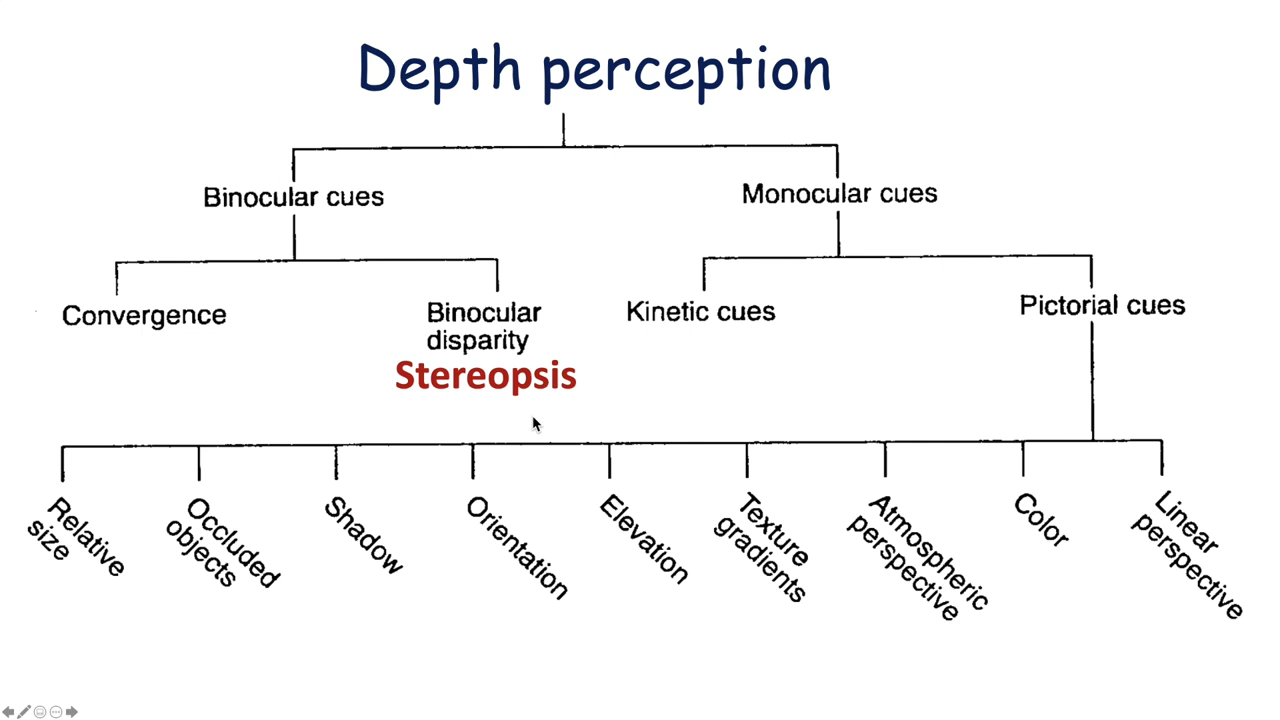 Depth perception
Binocular cues
Monocular cues
Convergence
Binocular
disparity
Stereopsis
Kinetic cues
Pictorial cues
Relative
size
Occluded
objects
Shadow
Orientation
Elevation
Texture
gradients
Atmospheric
perspective
Color
Linear
perspective